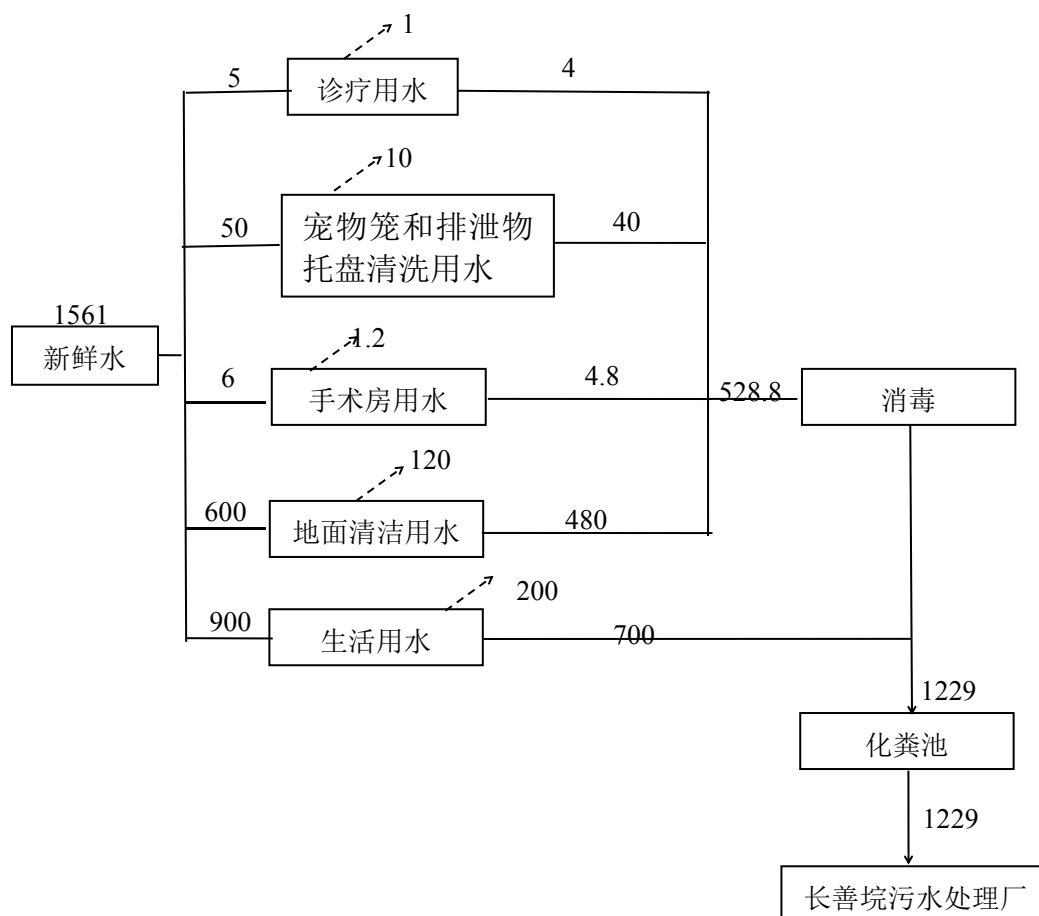 1
5
诊疗用水
4
10
50
宠物笼和排泄物
托盘清洗用水
40
1561
新鲜水
1.2
6
手术房用水
4.8
528.8
消毒
120
600
地面清洁用水
480
200
900
生活用水
700
1229
化粪池
1229
长善垸污水处理厂